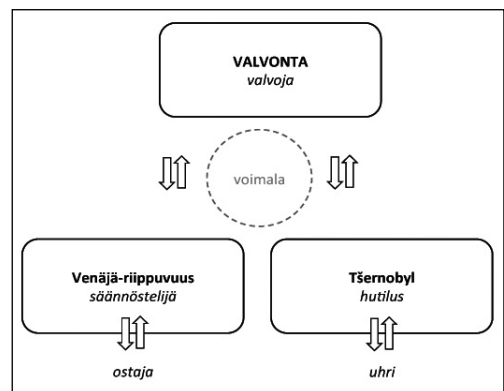 VALVONTA
valvoja
voimala
Venäjä-riippuvuus
säännöstelijä
Tšernobyl
hutilus
ostaja
uhri